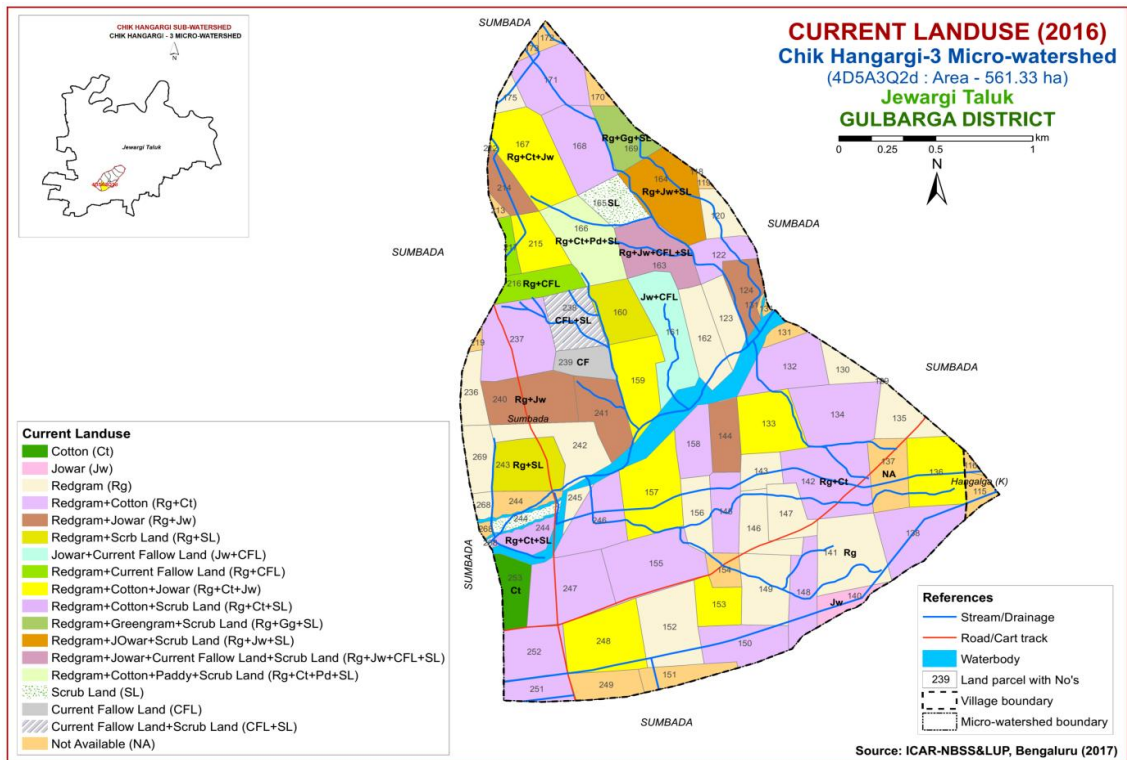 CHIK HANGARGI SUB-WATERSHED
CHIK HANGARGI - 3 MICRO-WATERSHED
N
Jewargi Taluk
CURRENT LANDUSE (2016)
Chik Hangargi-3 Micro-watershed
(4D5A3Q2d : Area - 561.33 ha)
Jewargi Taluk
GULBARGA DISTRICT
0 0.25 0.5 1 km
N
SUMBADA
172
171
175
170
Rg+Gg+SL
169
167
Rg+Ct+Jw
168
164
Rg+Jw+SL
119
214
213
165 SL
120
166
215
Rg+Ct+Pd+SL
SUMBADA
SUMBADA
Rg+Jw+CFL+SL
163
122
216 Rg+CFL
Jw+CFL
124
CFL+SL
160
161
123
162
237
131
239 CF
132
130
159
SUMBADA
236
240 Rg+Jw
241
Sumbada
134
135
144
133
158
242
269
243 Rg+SL
137
NA
136
Hangalga (K)
115
143
142
Rg+Ct
244
245
157
268
244
244
246
156
147
146
138
Rg+Ct+SL
141
Rg
155
154
SUMBADA
Ct
247
149
148
140
Jw
153
152
248
252
150
151
249
251
SUMBADA
Current Landuse
Cotton (Ct)
Jowar (Jw)
Redgram (Rg)
Redgram+Cotton (Rg+Ct)
Redgram+Jowar (Rg+Jw)
Redgram+Scrb Land (Rg+SL)
Jowar+Current Fallow Land (Jw+CFL)
Redgram+Current Fallow Land (Rg+CFL)
Redgram+Cotton+Jowar (Rg+Ct+Jw)
Redgram+Cotton+Scrub Land (Rg+Ct+SL)
Redgram+Greengram+Scrub Land (Rg+Gg+SL)
Redgram+JOwar+Scrub Land (Rg+Jw+SL)
Redgram+Jowar+Current Fallow Land+Scrub Land (Rg+Jw+CFL+SL)
Redgram+Cotton+Paddy+Scrub Land (Rg+Ct+Pd+SL)
Scrub Land (SL)
Current Fallow Land (CFL)
Current Fallow Land+Scrub Land (CFL+SL)
Not Available (NA)
References
Stream/Drainage
Road/Cart track
Waterbody
239 Land parcel with No's
Village boundary
Micro-watershed boundary
Source: ICAR-NBSS&LUP, Bengaluru (2017)